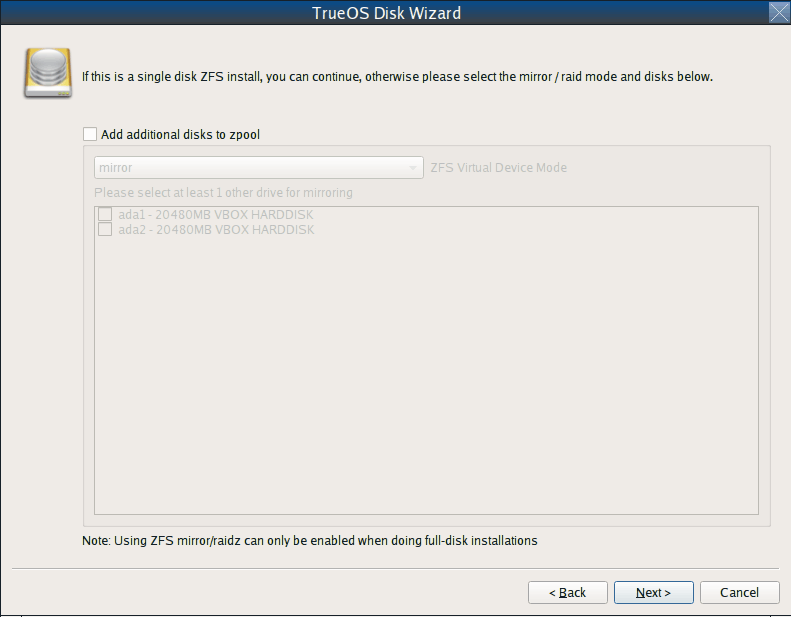 TrueOS Disk Wizard
If this is a single disk ZFS install, you can continue, otherwise please select the mirror / raid mode and disks below.
Add additional disks to zpool
mirror ZFS Virtual Device Mode
Please select at least 1 other drive for mirroring
ada1 - 20480MB VBOX HARDDISK
ada2 - 20480MB VBOX HARDDISK
Note: Using ZFS mirror/raidz can only be enabled when doing full-disk installations
< Back Next > Cancel